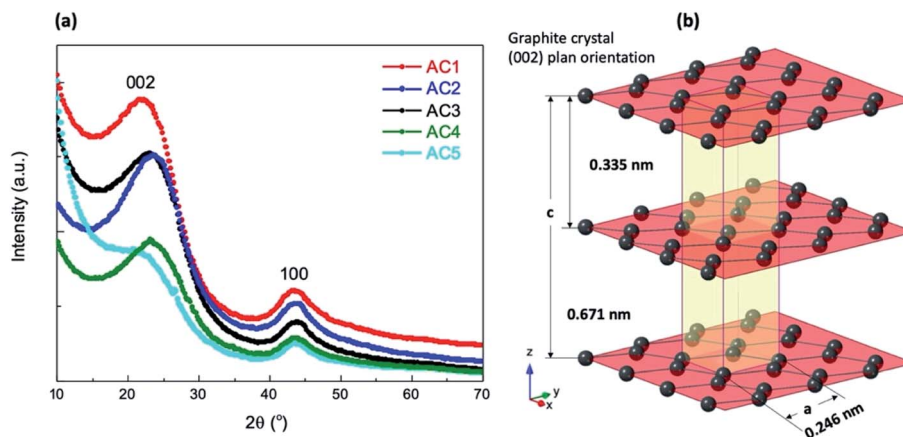 (a)
Intensity (a.u.)
002
100
AC1
AC2
AC3
AC4
AC5
10 20 30 40 50 60 70
2θ (°)
(b)
Graphite crystal
(002) plan orientation
0.335 nm
c
0.671 nm
z
y
x
a
0.246 nm